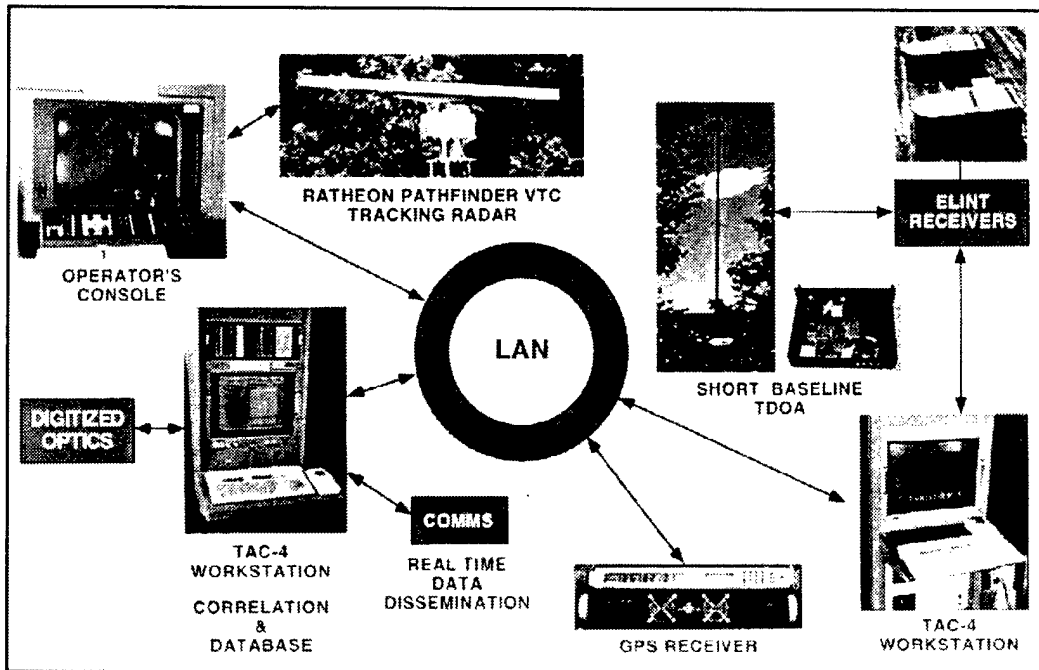 RATHEON PATHFINDER VTC
TRACKING RADAR
OPERATOR'S
CONSOLE
ELINT
RECEIVERS
LAN
SHORT BASELINE
TDOA
DIGITIZED
OPTICS
COMMS
TAC-4
WORKSTATION
CORRELATION
&
DATABASE
REAL TIME
DATA
DISSEMINATION
GPS RECEIVER
TAC-4
WORKSTATION